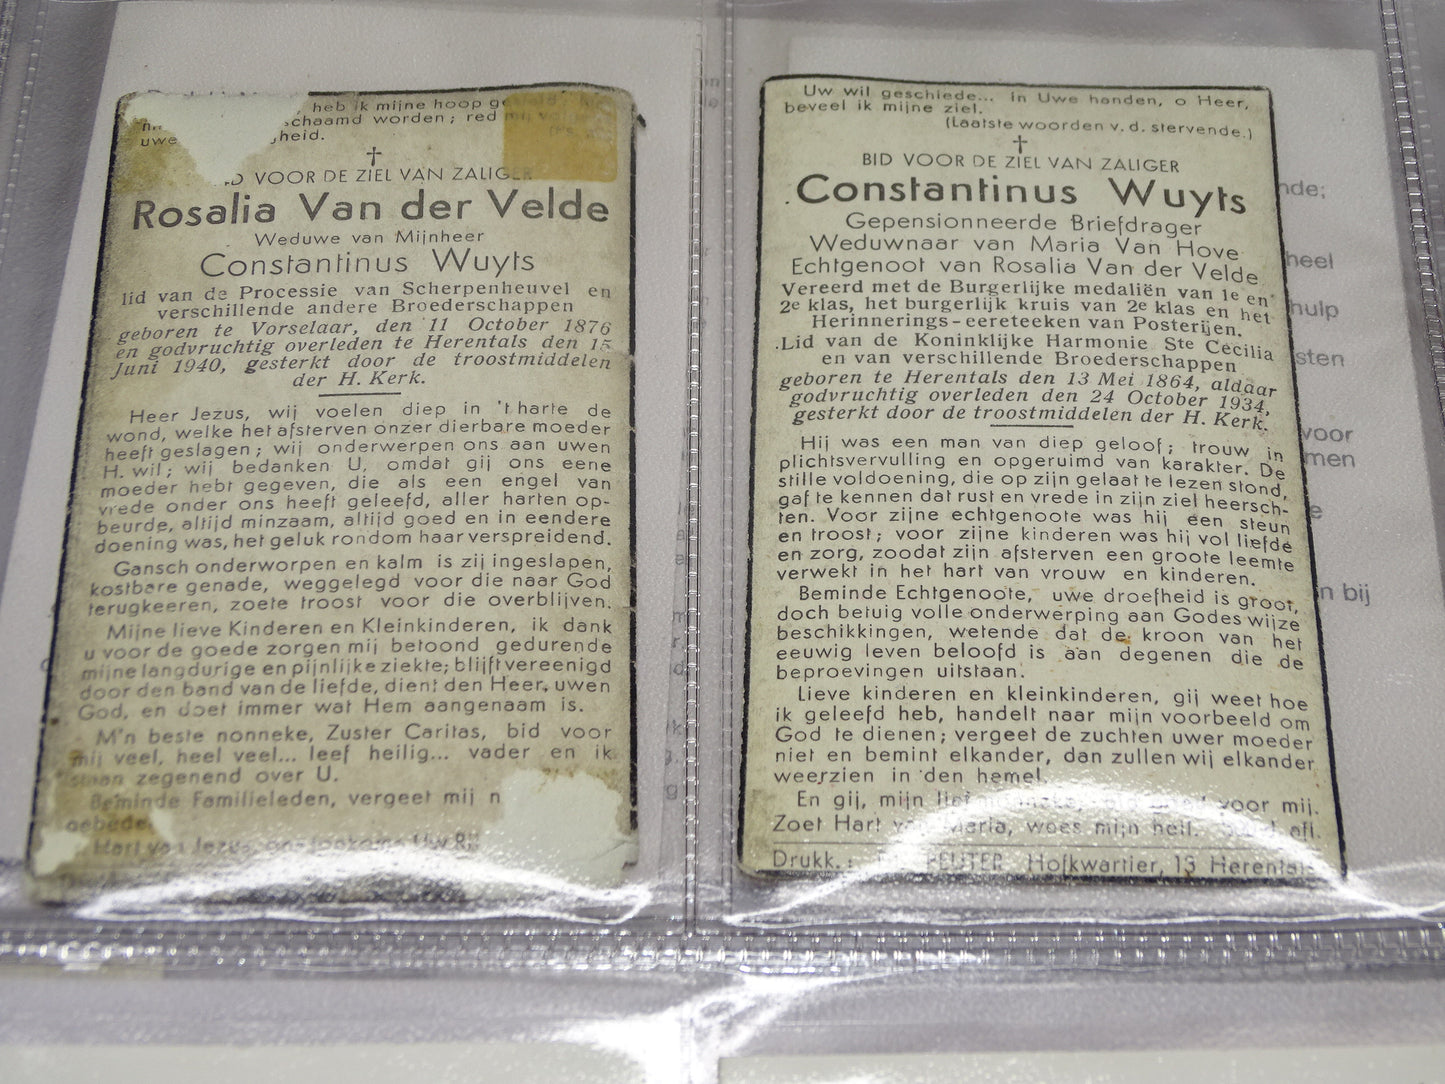 heb ik mijne hoop
schaamd worden; red mij
uwe heid.
VOOR DE ZIEL VAN ZALIGER
Rosalia Van der Velde
Weduwe van Mijnheer
Constantinus Wuyts
lid van de Processie van Scherpenheuvel en
verschillende andere Broederschappen
geboren te Vorselaar, den 11 October 1876
en godvruchtig overleden te Herentals den 15
Juni 1940, gesterkt door de troostmiddelen
der H. Kerk.
Heer Jezus, wij voelen diep in 't harte de
wond, welke het afsterven onzer dierbare moeder
heeft geslagen; wij onderwerpen ons aan uwen
H. wil; wij bedanken U, omdat gij ons eene
moeder hebt gegeven, die als een engel van
vrede onder ons heeft geleefd, aller harten op-
beurde, altijd minzaam, altijd goed en in eendere
doening was, het geluk rondom haar verspreidend.
Gansch onderworpen en kalm is zij ingeslapen,
kostbare genade, weggelegd voor die naar God
terugkeeren, zoete troost voor die overblijven.
Mijne lieve Kinderen en Kleinkinderen, ik dank
u voor de goede zorgen mij betoond gedurende
mijne langdurige en pijnlijke ziekte; blijft vereenigd
door den band van de liefde, dient den Heer, uwen
God, en doet immer wat Hem aangenaam is.
M'n beste nonneke, Zuster Caritas, bid voor
mij veel, heel veel... leef heilig... vader en ik
staan zegenend over U.
Beminde Familieleden, vergeet mij n
gebede
Hart van Jezus, Uw Rij
Uw wil geschiede... in Uwe handen, o Heer,
beveel ik mijne ziel.
(Laatste woorden v. d. stervende.)
BID VOOR DE ZIEL VAN ZALIGER
Constantinus Wuyts
Gepensionneerde Briefdrager
Weduwnaar van Maria Van Hove
Echtgenoot van Rosalia Van der Velde
Vereerd met de Burgerlijke medaliën van 1e en
2e klas, het burgerlijk kruis van 2e klas en het
Herinnerings-eereteeken van Posterijen.
Lid van de Koninklijke Harmonie Ste Cecilia
en van verschillende Broederschappen
geboren te Herentals den 13 Mei 1864, aldaar
godvruchtig overleden den 24 October 1934,
gesterkt door de troostmiddelen der H. Kerk.
Hij was een man van diep geloof; trouw in
plichtsvervulling en opgeruimd van karakter. De
stille voldoening, die op zijn gelaat te lezen stond,
gaf te kennen dat rust en vrede in zijn ziel heersch-
ten. Voor zijne echtgenoote was hij een steun
en troost; voor zijne kinderen was hij vol liefde
en zorg, zoodat zijn afsterven een groote leemte
verwekt in het hart van vrouw en kinderen.
Beminde Echtgenoote, uwe droefheid is groot,
doch betuig volle onderwerping aan Godes wijze
beschikkingen, wetende dat de kroon van het
eeuwig leven beloofd is aan degenen die de
beproevingen uitstaan.
Lieve kinderen en kleinkinderen, gij weet hoe
ik geleefd heb, handelt naar mijn voorbeeld om
God te dienen; vergeet de zuchten uwer moeder
niet en bemint elkander, dan zullen wij elkander
weerzien in den hemel.
En gij, mijn lief nonneke, voor mij.
Zoet Hart van Maria, wees mijn heil. afl.
Drukk.: REUTER Hofkwartier, 13 Herentals
nde;
heel
hulp
sten
voor
men
e
n bij